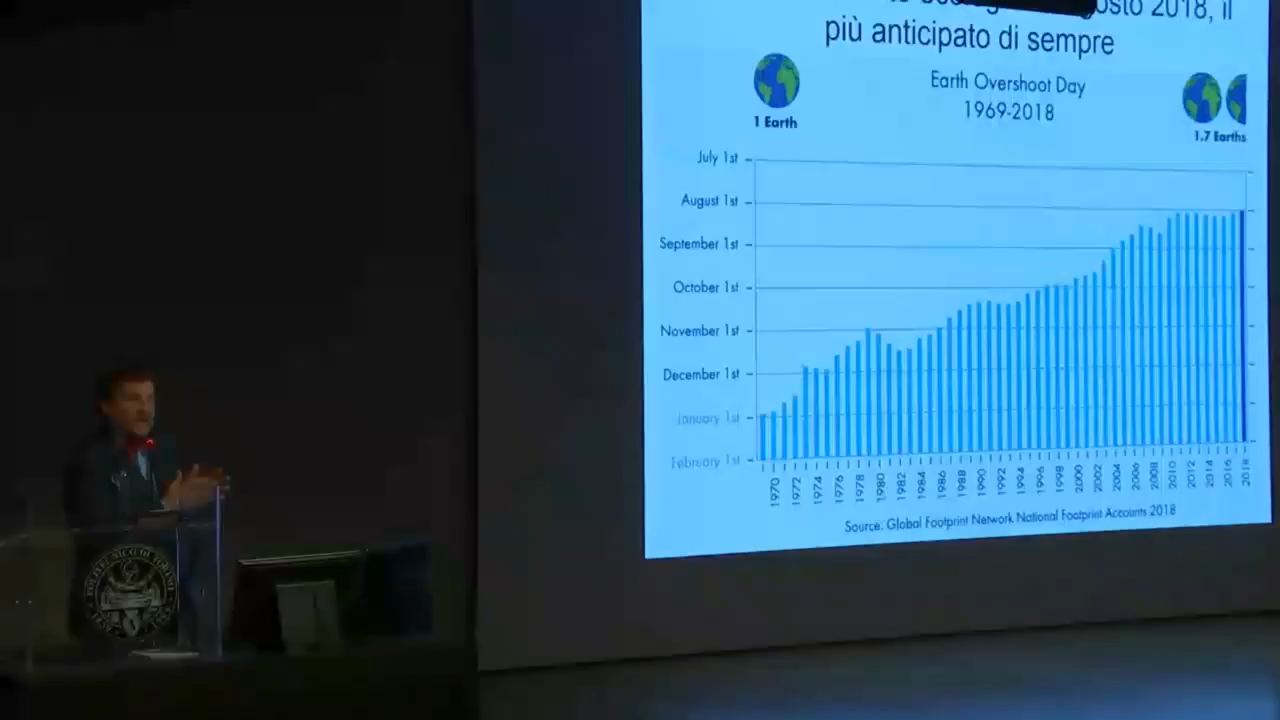 osto 2018, il
più anticipato di sempre
Earth Overshoot Day
1969-2018
1 Earth
1.7 Earths
July 1st
August 1st
September 1st
October 1st
November 1st
December 1st
January 1st
February 1st
1970 1972 1974 1976 1978 1980 1982 1984 1986 1988 1990 1992 1994 1996 1998 2000 2002 2004 2006 2008 2010 2012 2014 2016 2018
Source: Global Footprint Network National Footprint Accounts 2018
POLITECNICO DI TORINO